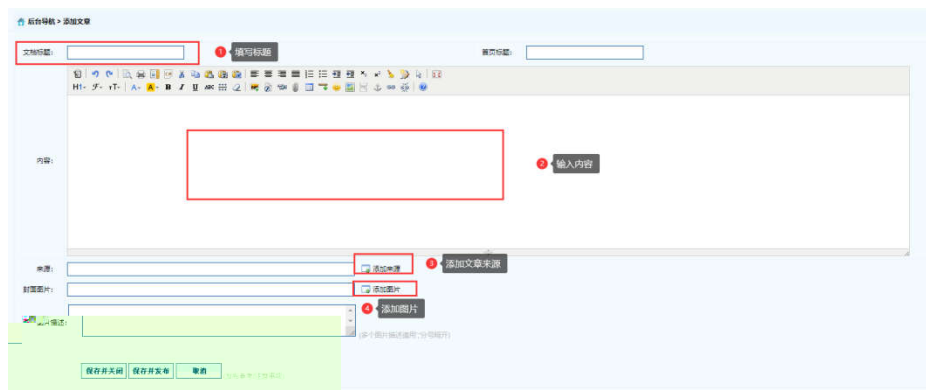 后台导航 > 添加文章
文档标题：
1 填写标题
首页标题：
H1- F- тT- A- A- B I U ABC
内容：
2 输入内容
来源：
添加来源
3 添加文章来源
封面图片：
添加图片
4 添加图片
描述：
(多个图片描述请用";"分号隔开)
保存并关闭 保存并发布 取消